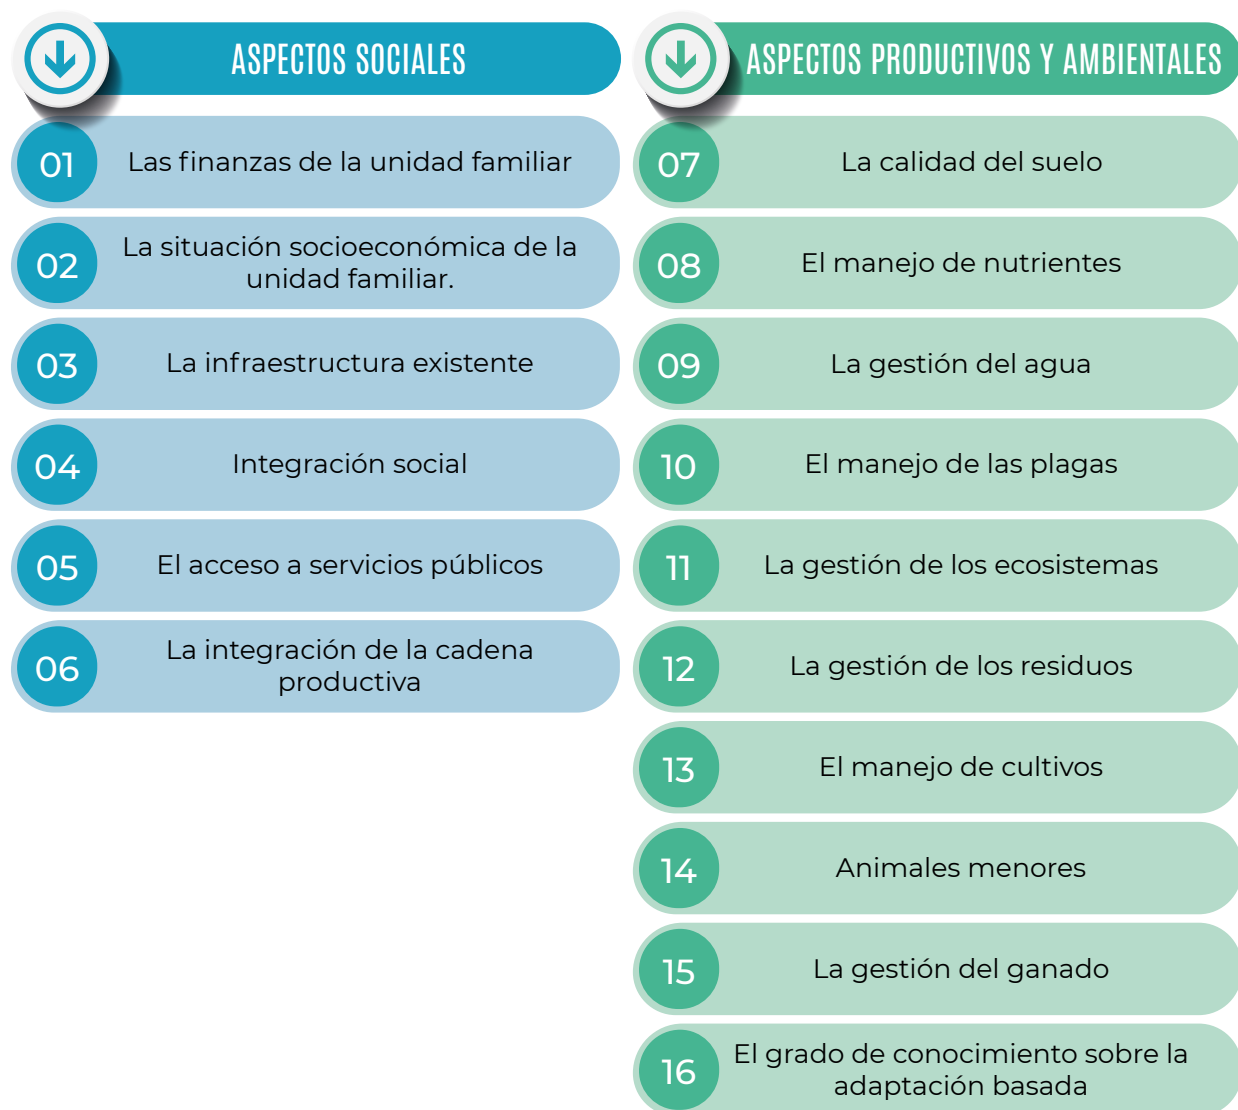 ASPECTOS SOCIALES
01
Las finanzas de la unidad familiar
02
La situación socioeconómica de la
unidad familiar.
03
La infraestructura existente
04
Integración social
05
El acceso a servicios públicos
06
La integración de la cadena
productiva
ASPECTOS PRODUCTIVOS Y AMBIENTALES
07
La calidad del suelo
08
El manejo de nutrientes
09
La gestión del agua
10
El manejo de las plagas
11
La gestión de los ecosistemas
12
La gestión de los residuos
13
El manejo de cultivos
14
Animales menores
15
La gestión del ganado
16
El grado de conocimiento sobre la
adaptación basada